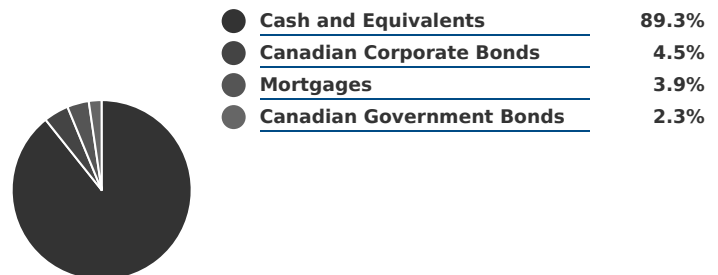 Cash and Equivalents 89.3%
Canadian Corporate Bonds 4.5%
Mortgages 3.9%
Canadian Government Bonds 2.3%